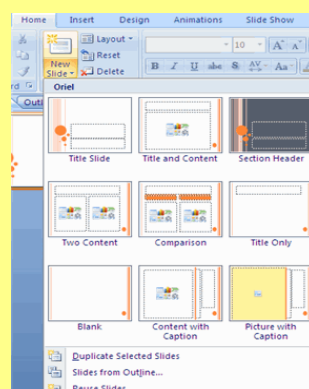 Home Insert Design Animations Slide Show
Layout
Reset
New Slide
Delete
10 A A
B I U abc S AV Aa
Outl
Oriel
Title Slide Title and Content Section Header
Two Content Comparison Title Only
Blank Content with Caption Picture with Caption
Duplicate Selected Slides
Slides from Outline...
Reuse Slides